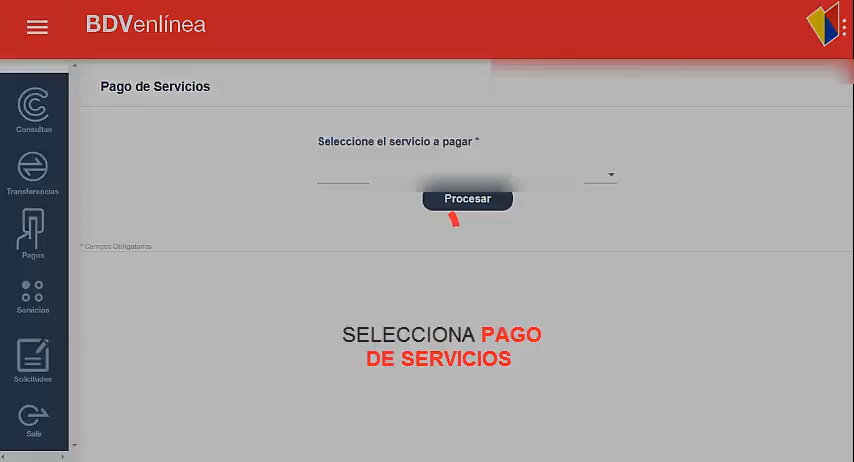 BDVenlínea
Pago de Servicios
Consultas
Seleccione el servicio a pagar *
Transferencias
Procesar
Pagos
* Campos Obligatorios
Servicios
SELECCIONA PAGO
DE SERVICIOS
Solicitudes
Salir